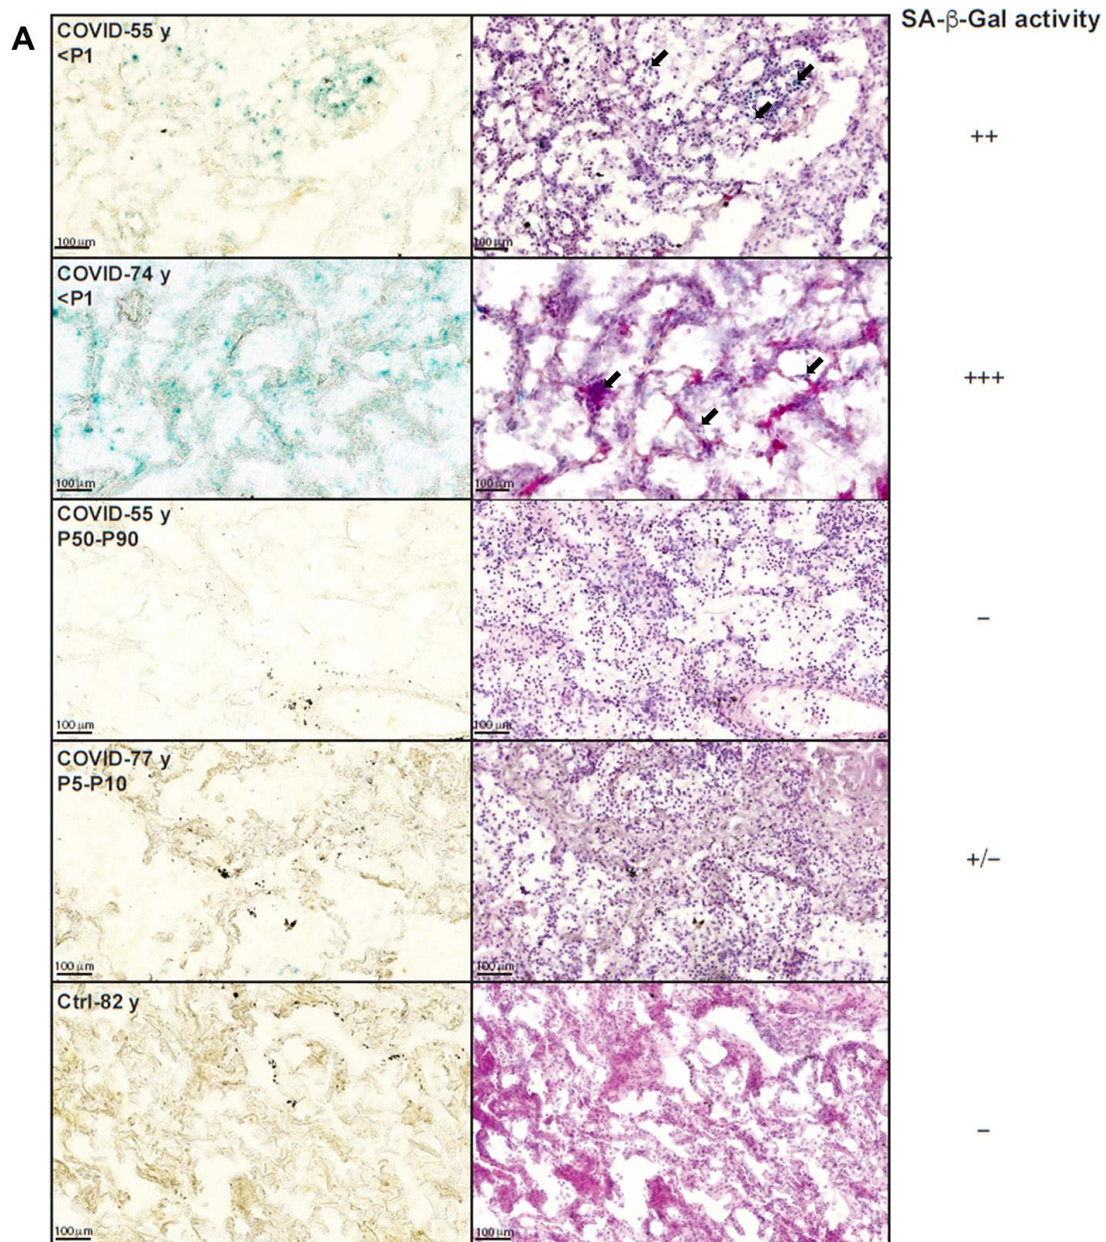 A
SA-β-Gal activity
COVID-55 y
<P1
100 µm
100 µm
++
COVID-74 y
<P1
100 µm
100 µm
+++
COVID-55 y
P50-P90
100 µm
100 µm
–
COVID-77 y
P5-P10
100 µm
100 µm
+/–
Ctrl-82 y
100 µm
100 µm
–